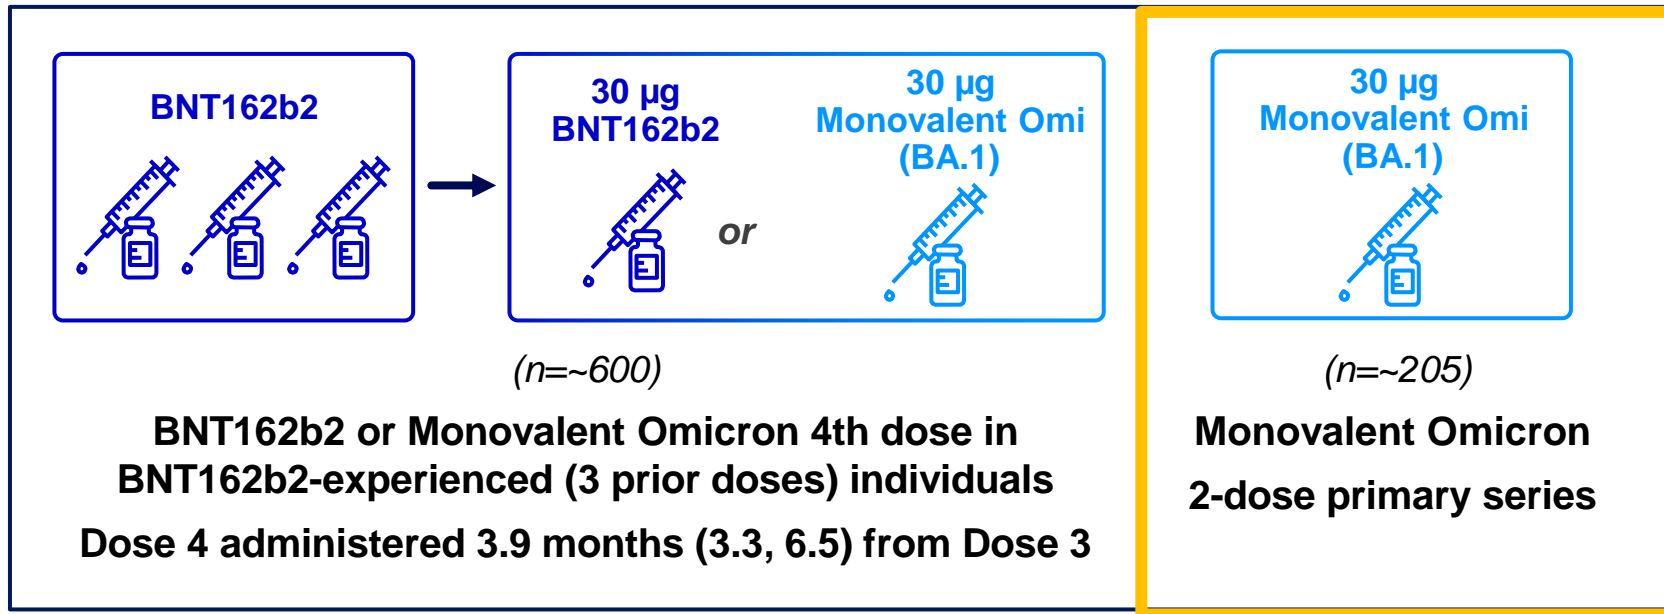 BNT162b2
30 µg
BNT162b2
or
30 µg
Monovalent Omi
(BA.1)
(n=~600)
BNT162b2 or Monovalent Omicron 4th dose in
BNT162b2-experienced (3 prior doses) individuals
Dose 4 administered 3.9 months (3.3, 6.5) from Dose 3
30 µg
Monovalent Omi
(BA.1)
(n=~205)
Monovalent Omicron
2-dose primary series